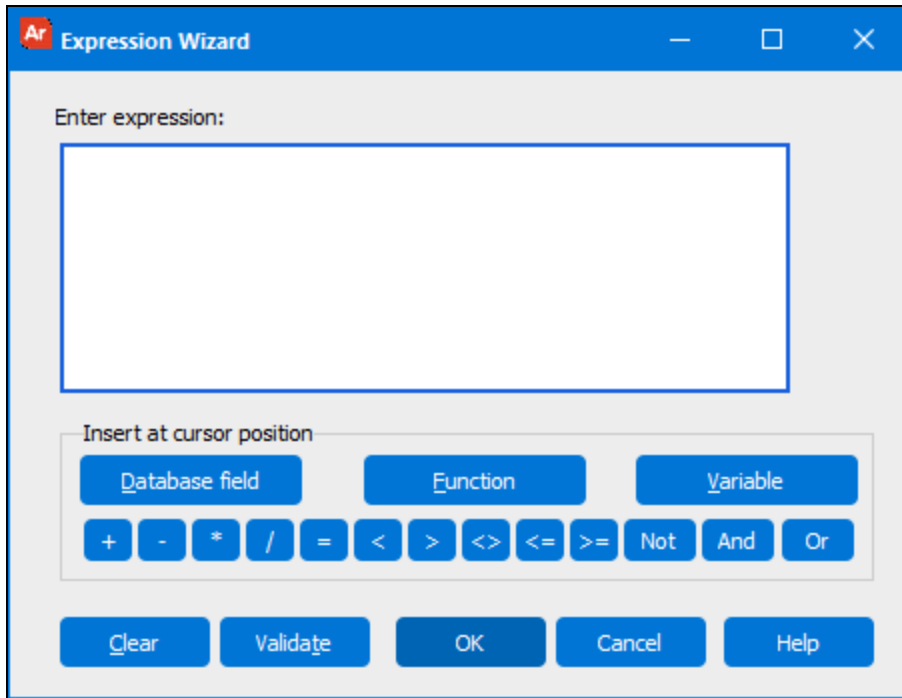 Ar Expression Wizard
Enter expression:
Insert at cursor position
Database field Function Variable
+ - * / = < > <> <= >= Not And Or
Clear Validate OK Cancel Help